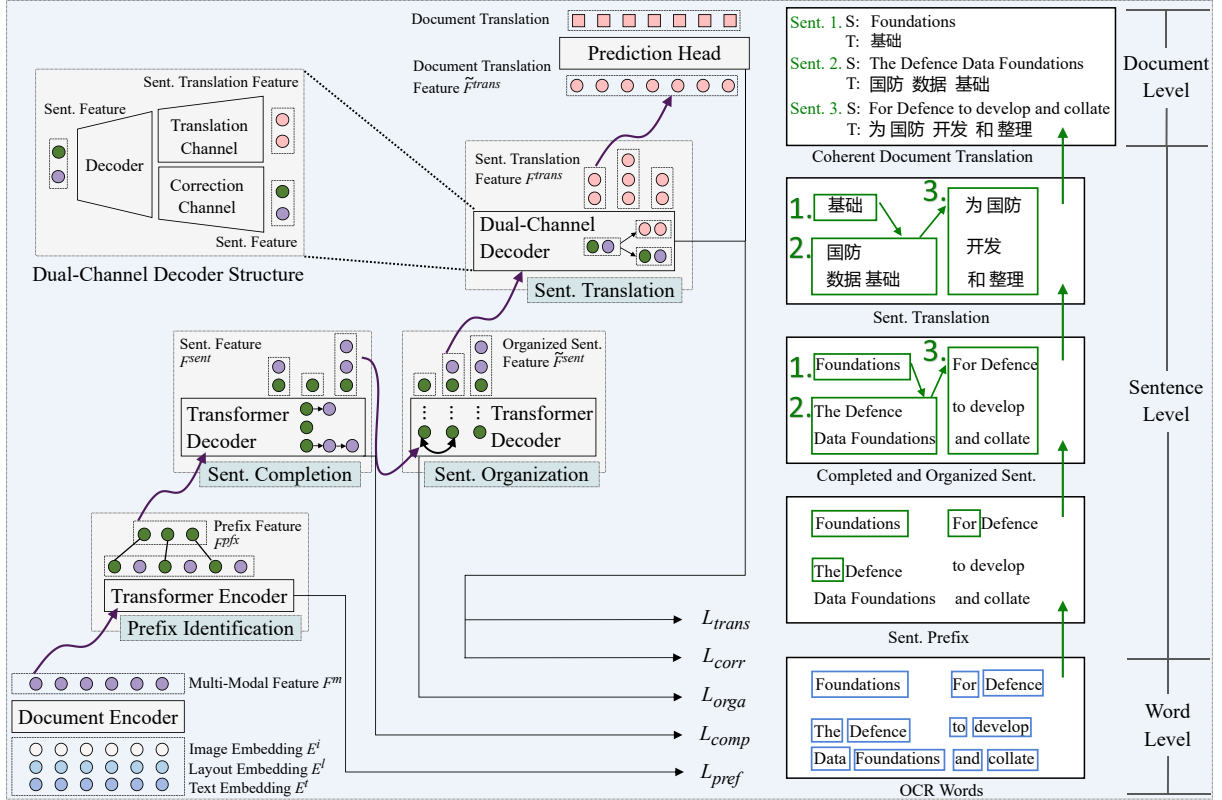 Document Translation
Prediction Head
Document Translation
Feature F̃^trans
Sent. Translation Feature
Sent. Feature
Decoder
Translation
Channel
Correction
Channel
Sent. Feature
Dual-Channel Decoder Structure
Sent. Translation
Feature F^trans
Dual-Channel
Decoder
Sent. Translation
Sent. Feature
F^sent
Transformer
Decoder
Sent. Completion
Organized Sent.
Feature F̃^sent
Transformer
Decoder
Sent. Organization
Prefix Feature
F^pfx
Transformer Encoder
Prefix Identification
Multi-Modal Feature F^m
Document Encoder
Image Embedding E^i
Layout Embedding E^l
Text Embedding E^t
L_trans
L_corr
L_orga
L_comp
L_pref
Sent. 1. S: Foundations
T: 基础
Sent. 2. S: The Defence Data Foundations
T: 国防 数据 基础
Sent. 3. S: For Defence to develop and collate
T: 为 国防 开发 和 整理
Coherent Document Translation
1. 基础
2. 国防
数据 基础
3. 为 国防
开发
和 整理
Sent. Translation
1. Foundations
2. The Defence
Data Foundations
3. For Defence
to develop
and collate
Completed and Organized Sent.
Foundations
The Defence
Data Foundations
For Defence
to develop
and collate
Sent. Prefix
Foundations
The Defence
Data Foundations
For Defence
to develop
and collate
OCR Words
Document
Level
Sentence
Level
Word
Level